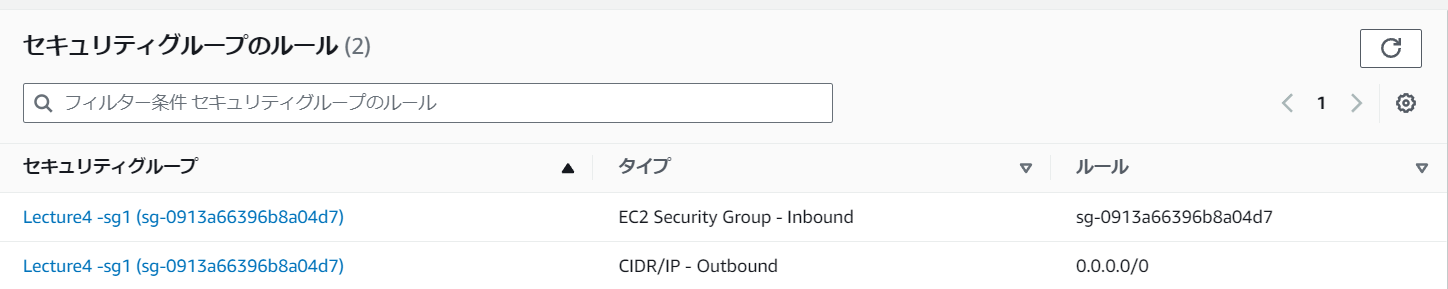 セキュリティグループのルール (2)
フィルター条件 セキュリティグループのルール
1
セキュリティグループ タイプ ルール
Lecture4 -sg1 (sg-0913a66396b8a04d7) EC2 Security Group - Inbound sg-0913a66396b8a04d7
Lecture4 -sg1 (sg-0913a66396b8a04d7) CIDR/IP - Outbound 0.0.0.0/0